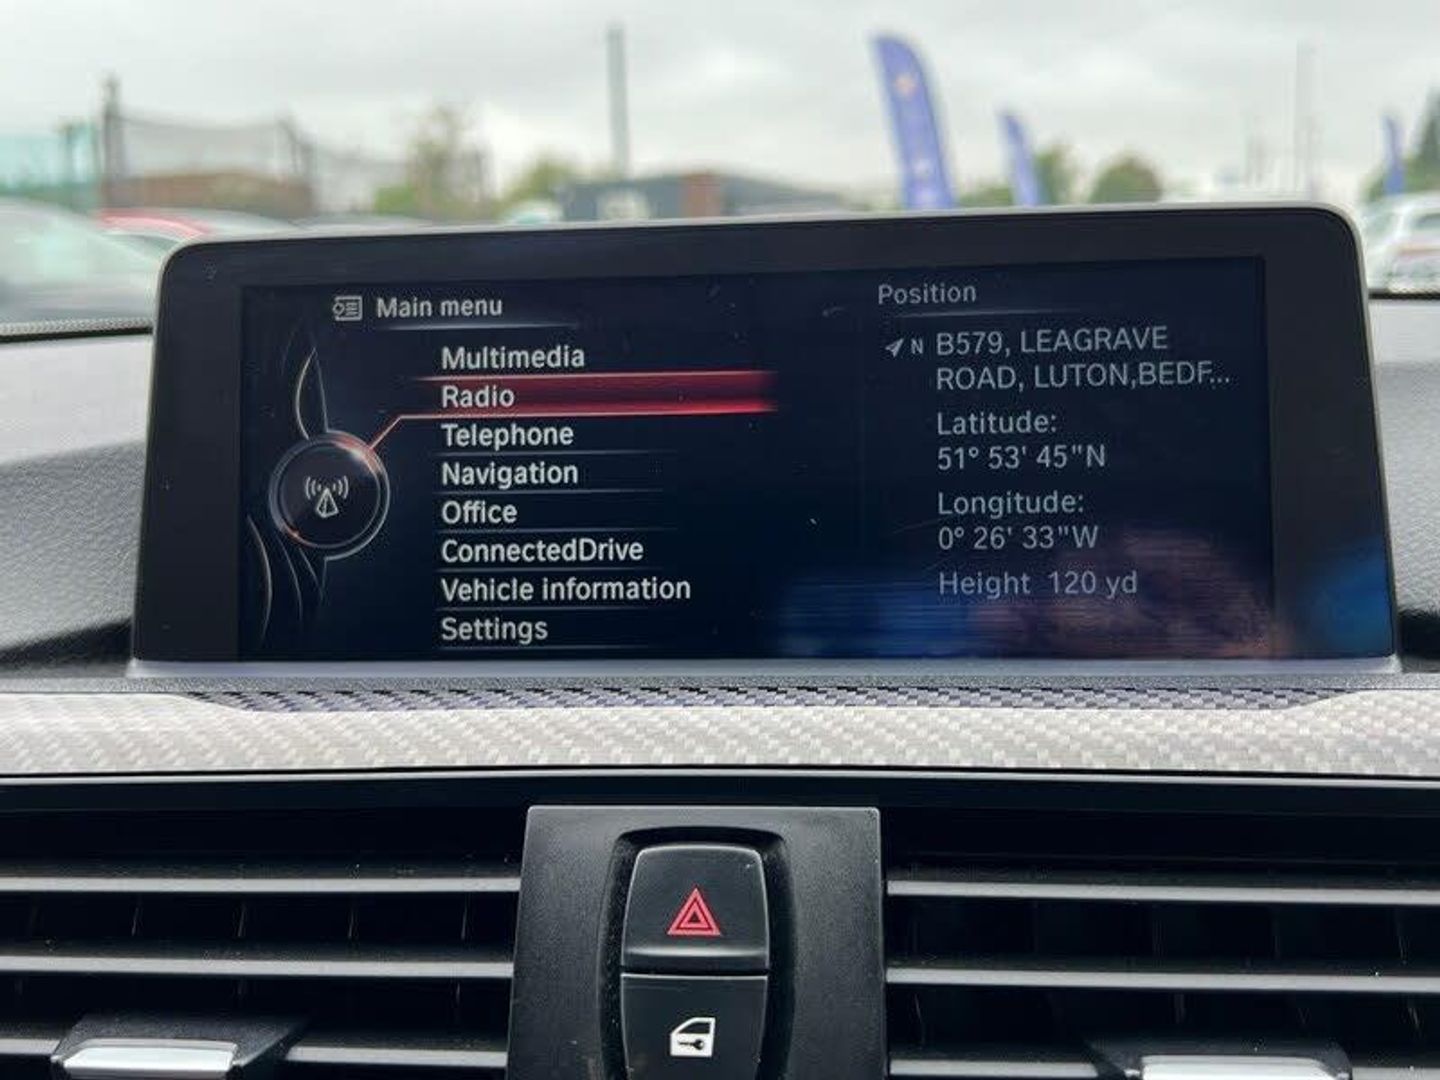 Main menu
Multimedia
Radio
Telephone
Navigation
Office
ConnectedDrive
Vehicle information
Settings
Position
N B579, LEAGRAVE
ROAD, LUTON,BEDF...
Latitude:
51° 53' 45"N
Longitude:
0° 26' 33"W
Height 120 yd